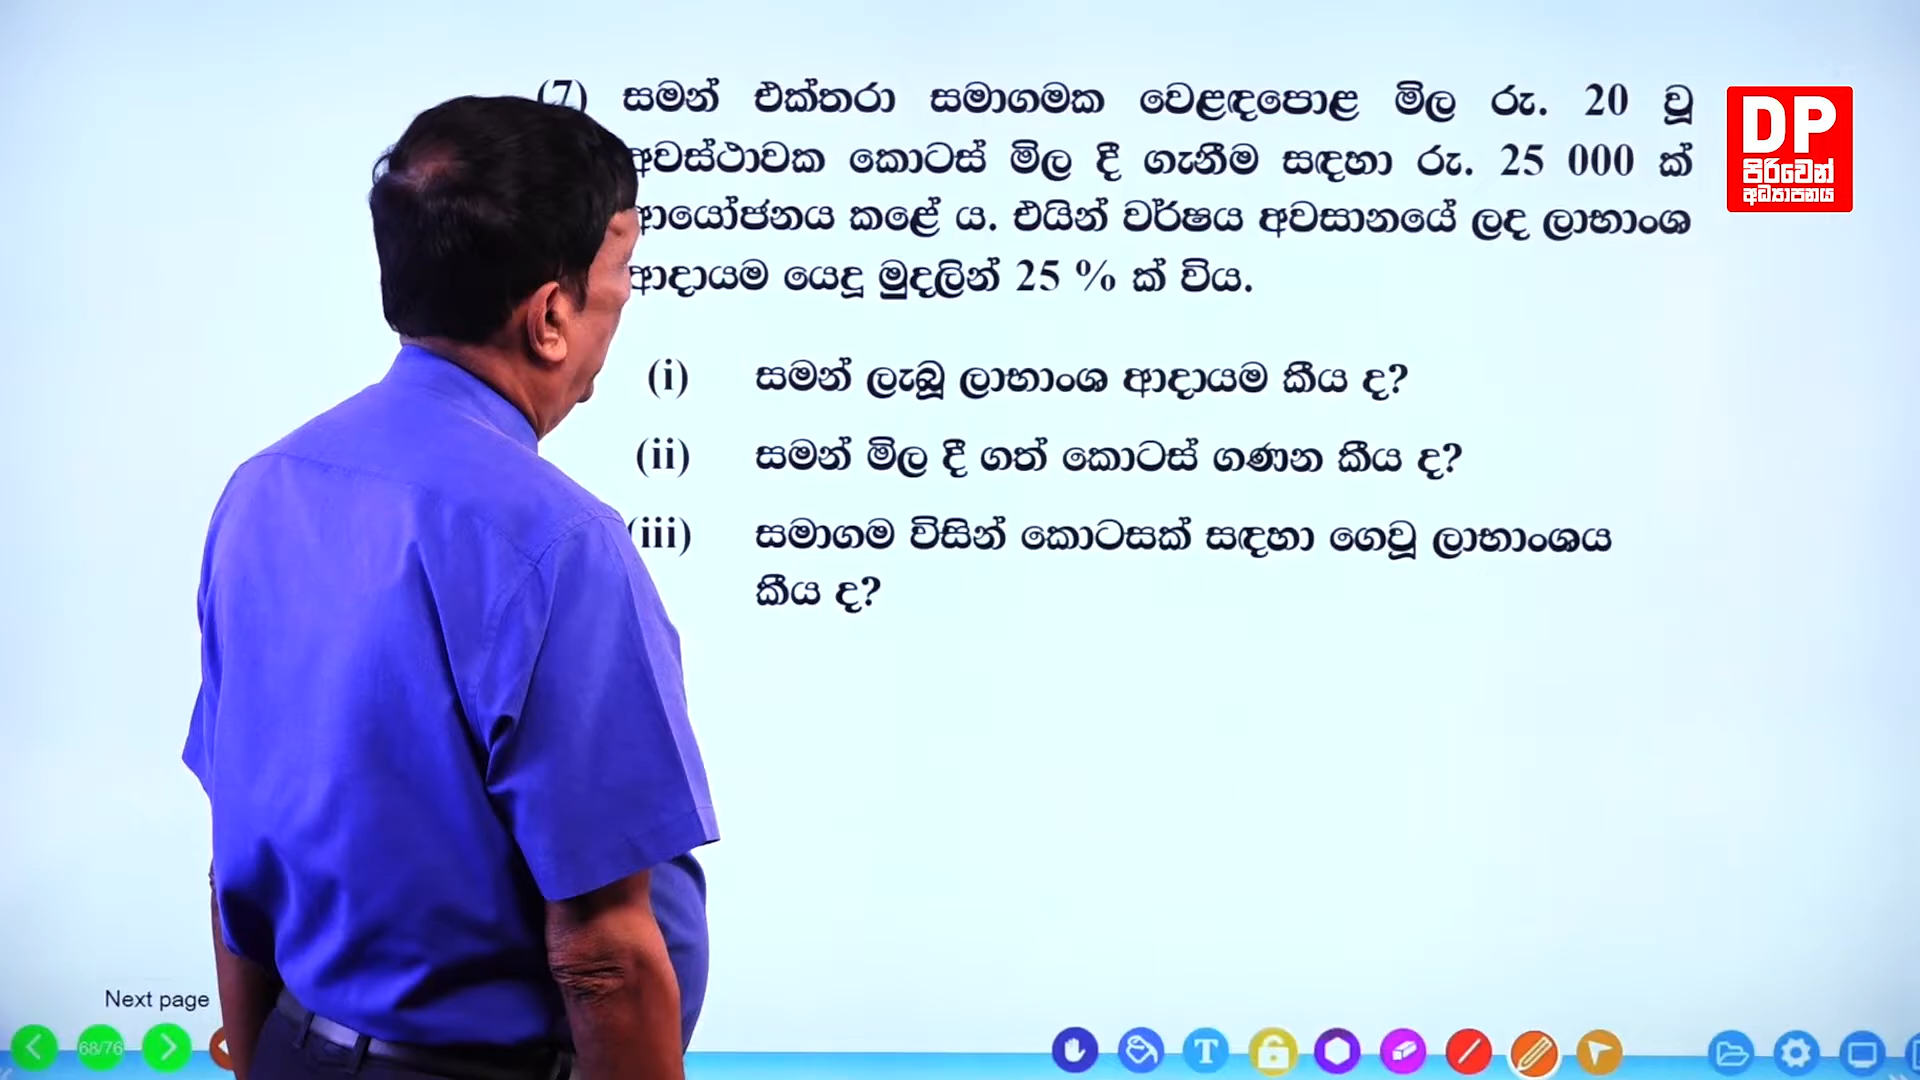 (7) සමන් එක්තරා සමාගමක වෙළඳපොළ මිල රු. 20 වූ
අවස්ථාවක කොටස් මිල දී ගැනීම සඳහා රු. 25 000 ක්
ආයෝජනය කළේ ය. එයින් වර්ෂය අවසානයේ ලද ලාභාංශ
ආදායම යෙදූ මුදලින් 25 % ක් විය.
(i) සමන් ලැබූ ලාභාංශ ආදායම කීය ද?
(ii) සමන් මිල දී ගත් කොටස් ගණන කීය ද?
(iii) සමාගම විසින් කොටසක් සඳහා ගෙවූ ලාභාංශය
කීය ද?
DP
පිරිවෙන්
අධ්‍යාපනය
Next page
68/76
T